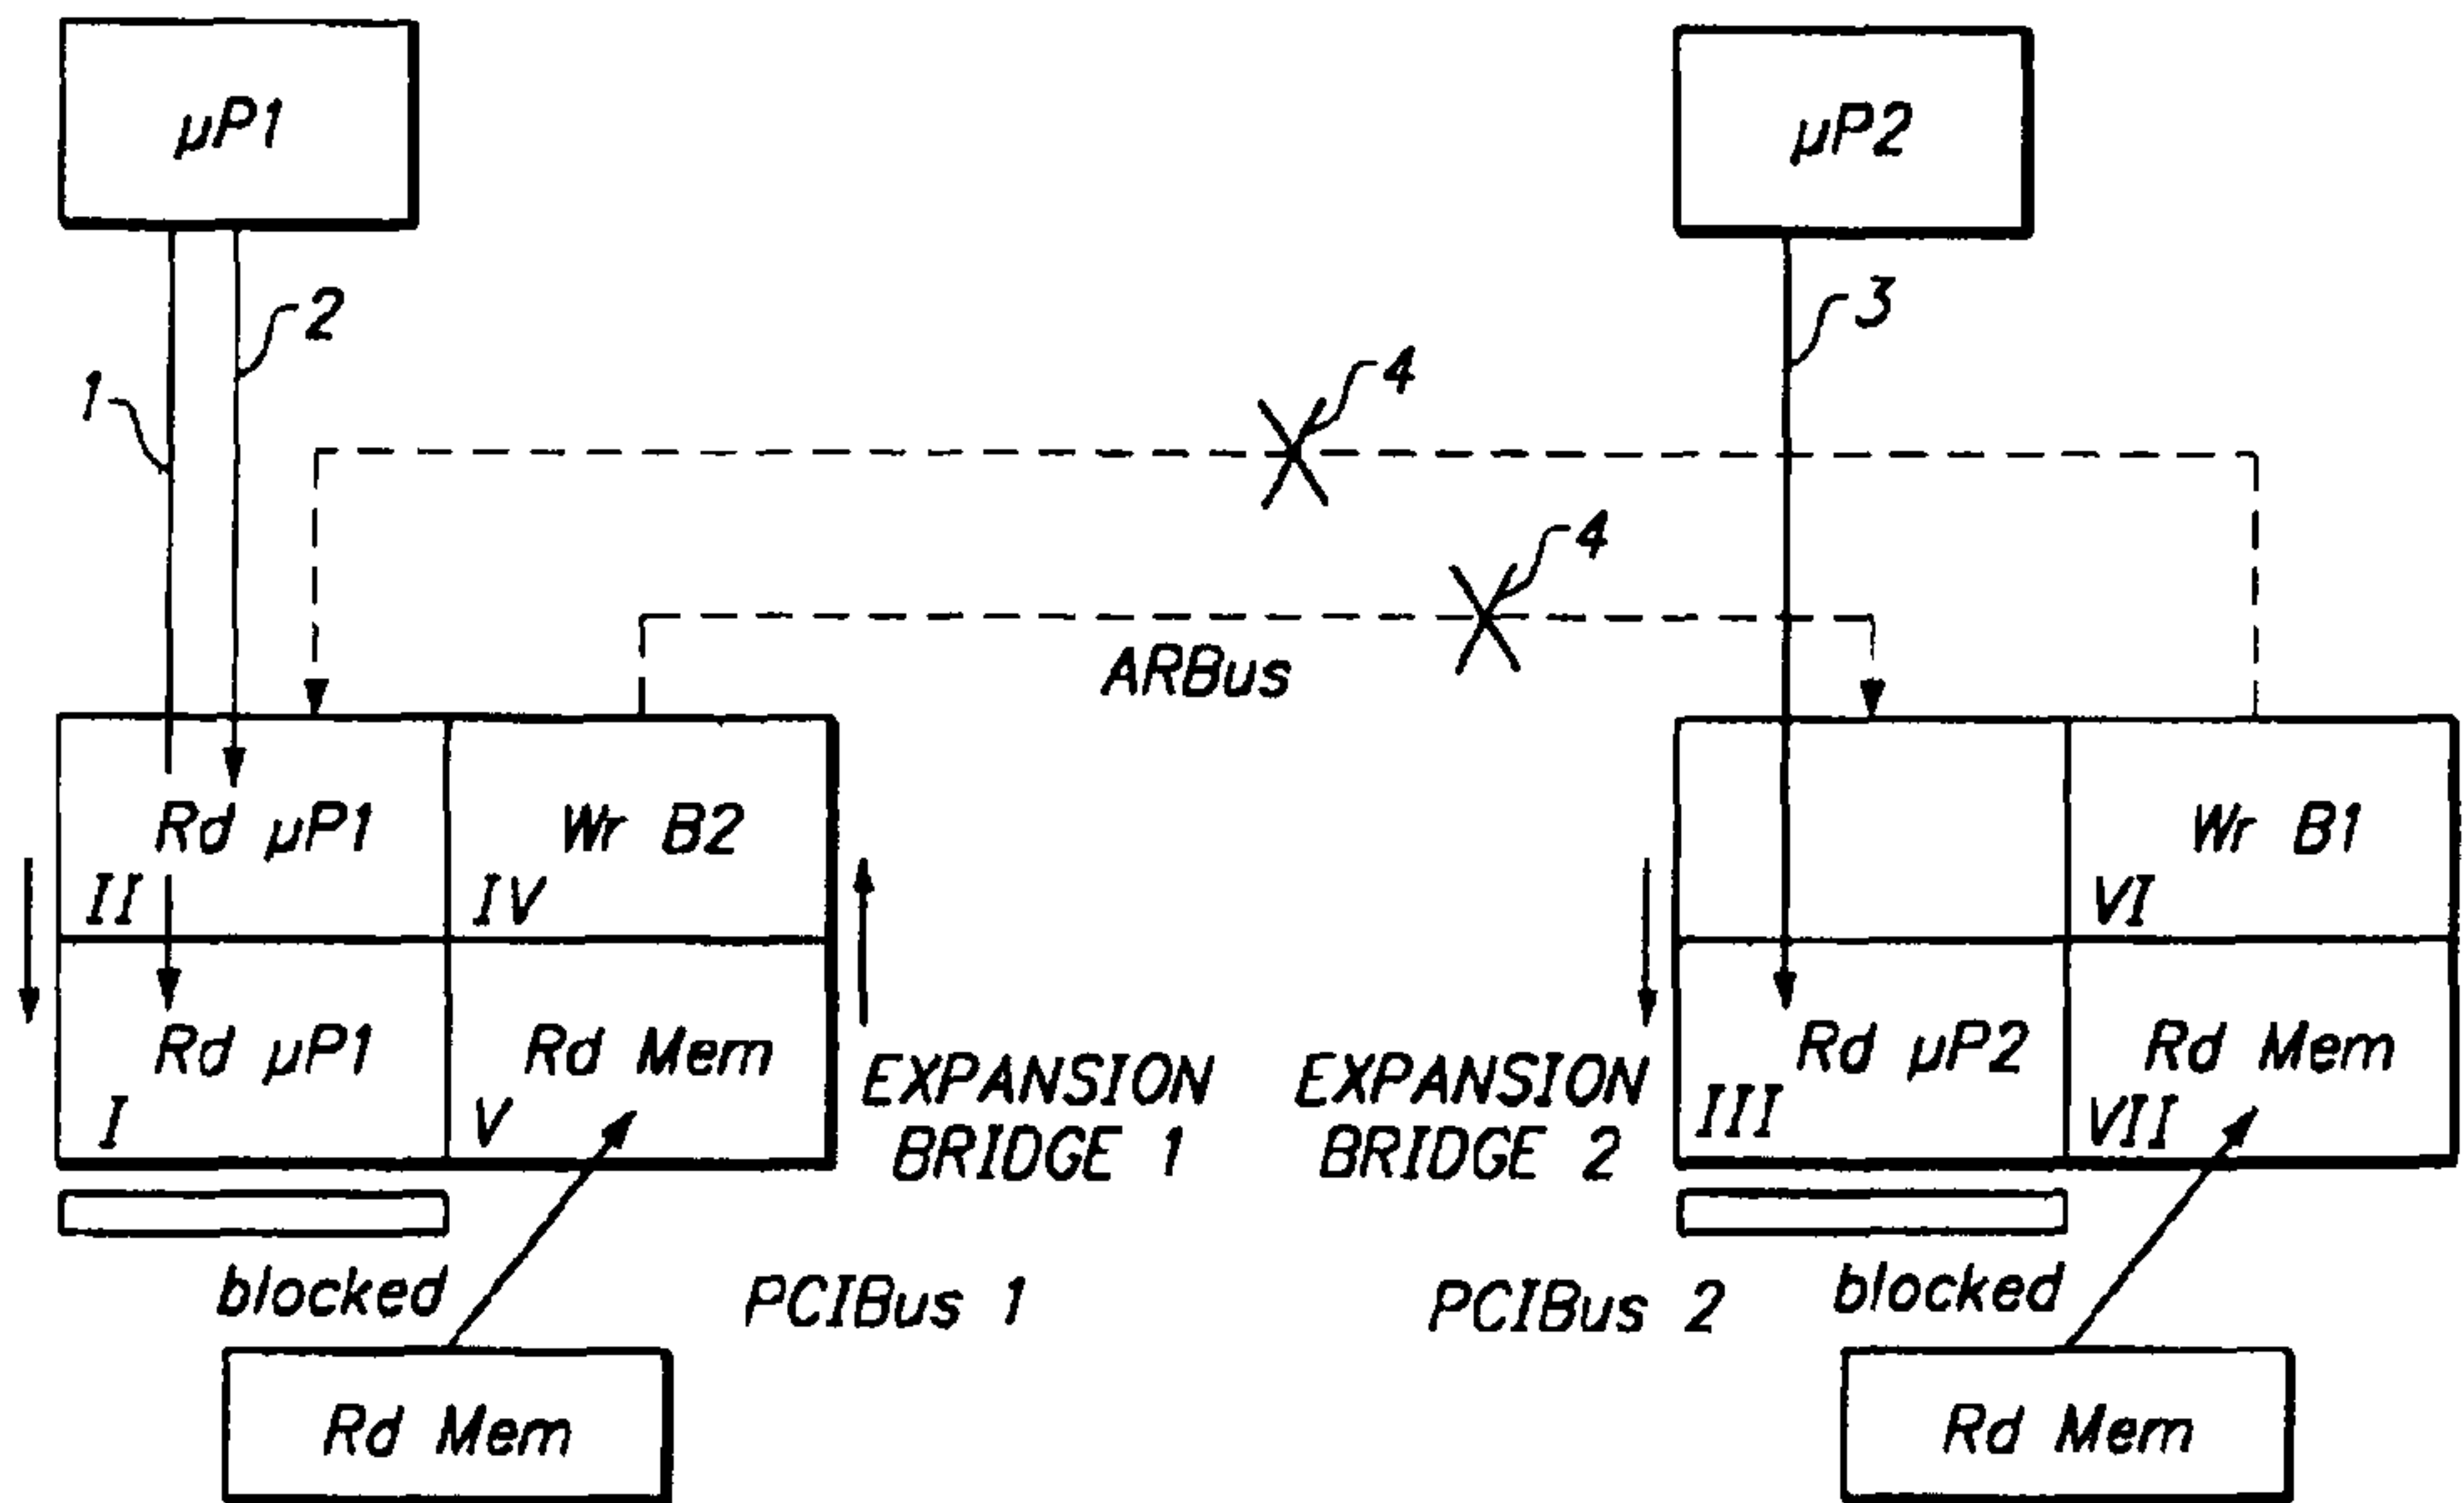 µP1
µP2
2
3
1
4
4
ARBus
Rd µP1
Wr B2
Wr B1
II
IV
VI
Rd µP1
Rd Mem
Rd µP2
Rd Mem
I
V
III
VII
EXPANSION
BRIDGE 1
EXPANSION
BRIDGE 2
blocked
PCIBus 1
PCIBus 2
blocked
Rd Mem
Rd Mem